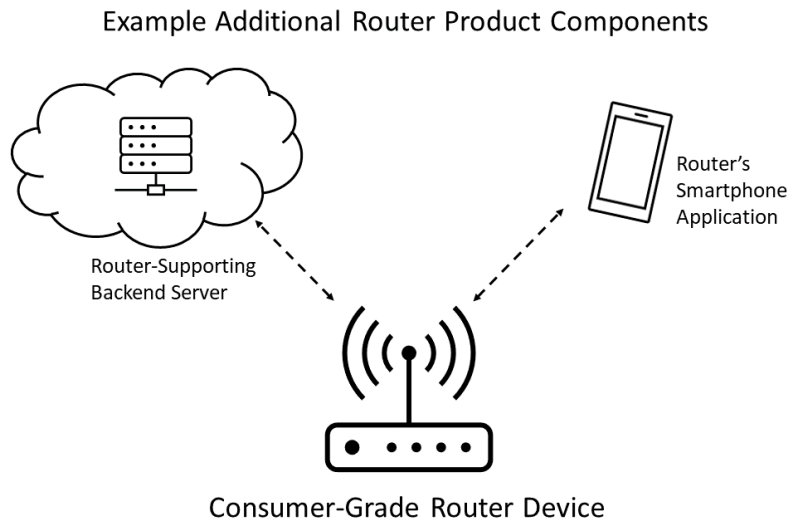 Example Additional Router Product Components
Router's
Smartphone
Application
Router-Supporting
Backend Server
Consumer-Grade Router Device